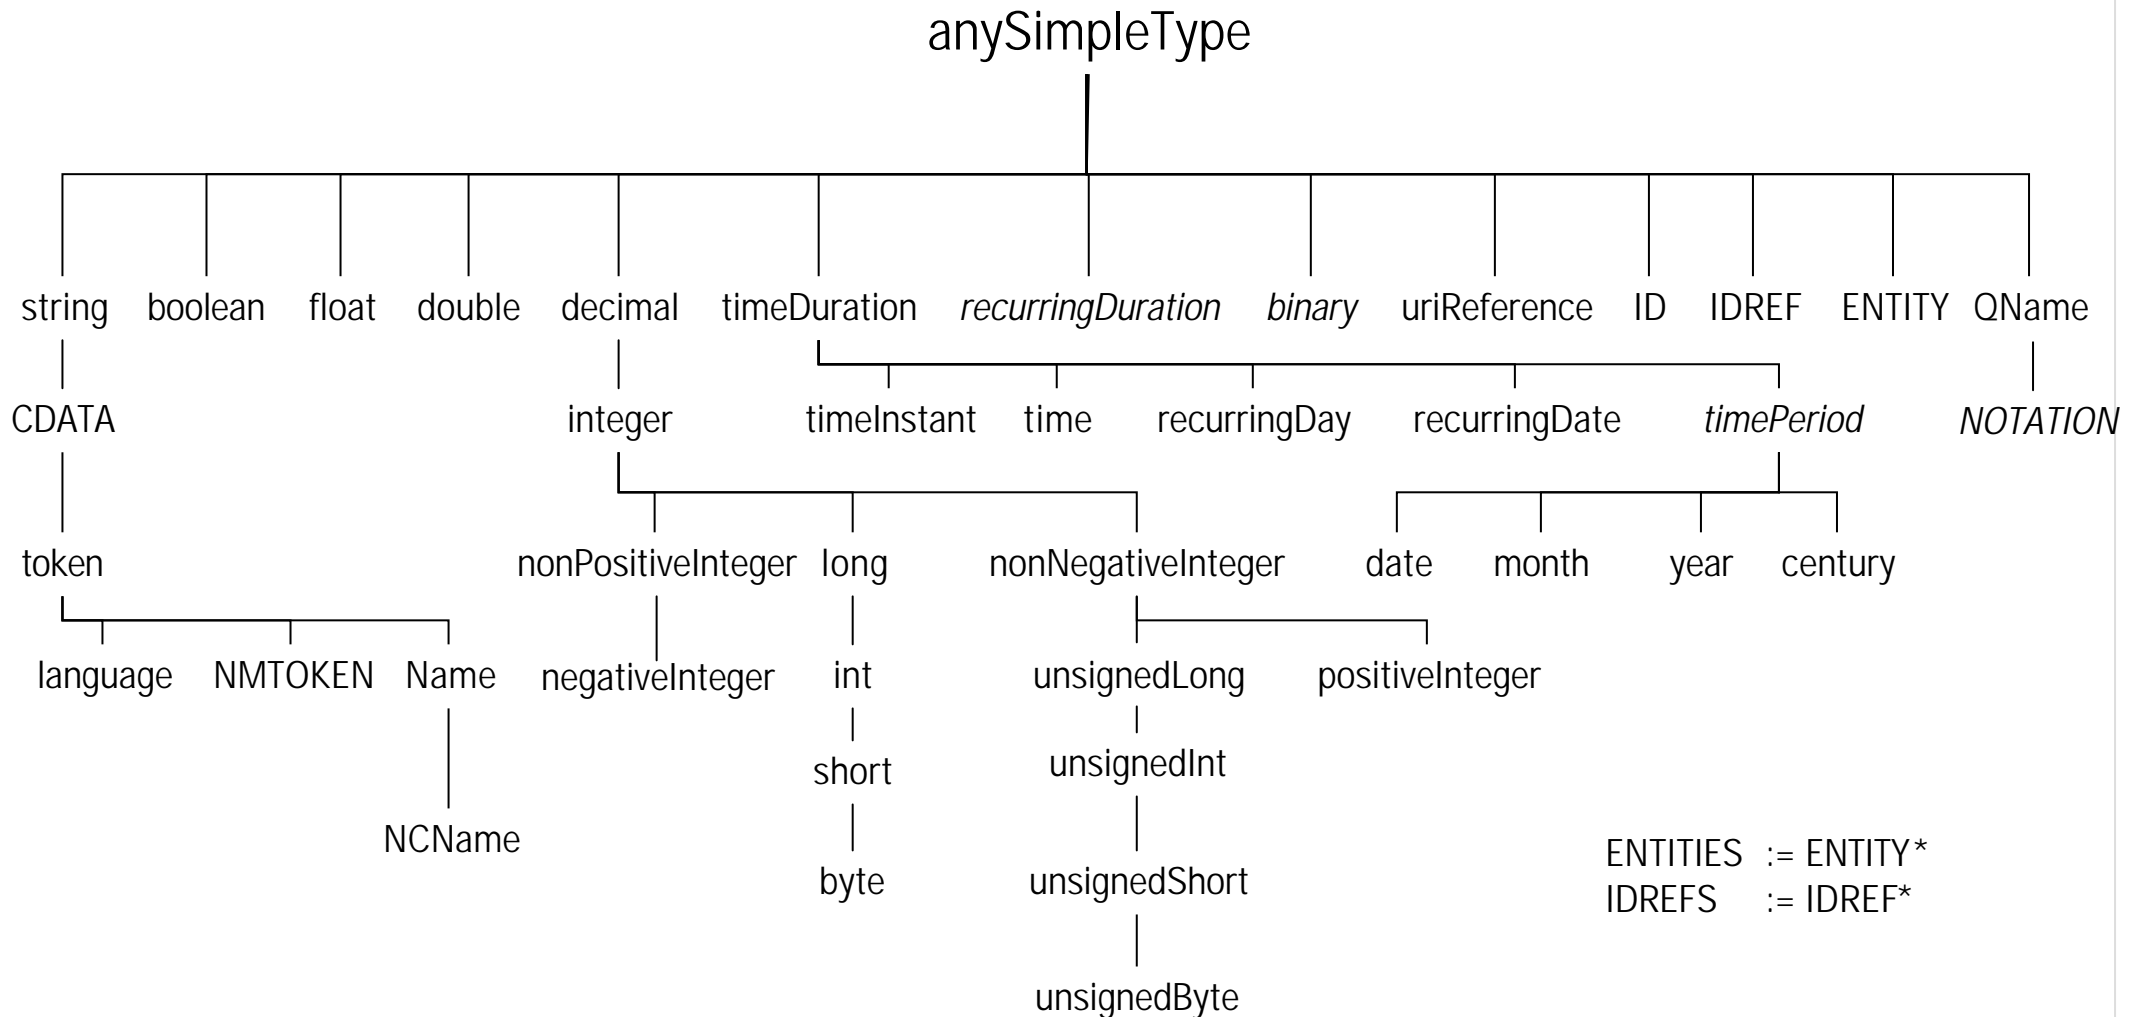 anySimpleType
string boolean float double decimal timeDuration recurringDuration binary uriReference ID IDREF ENTITY QName
CDATA integer timeInstant time recurringDay recurringDate timePeriod NOTATION
token nonPositiveInteger long nonNegativeInteger date month year century
language NMTOKEN Name negativeInteger int unsignedLong positiveInteger
short unsignedInt
NCName
byte unsignedShort
ENTITIES := ENTITY*
IDREFS := IDREF*
unsignedByte